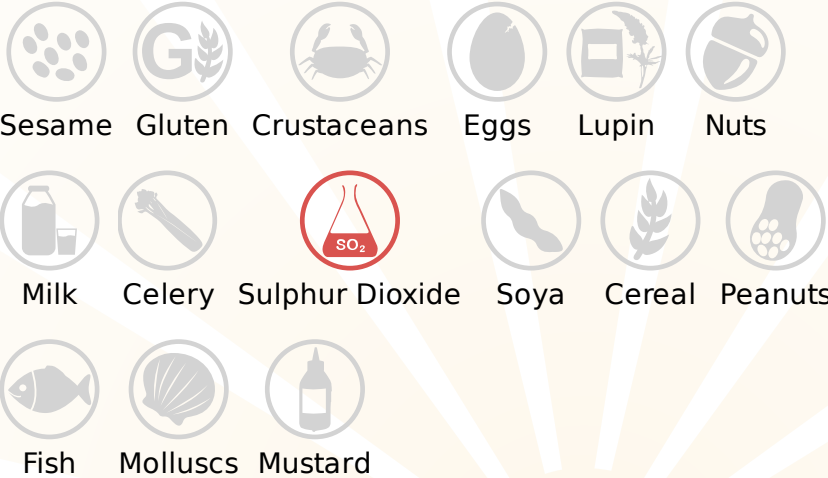 G
Sesame Gluten Crustaceans Eggs Lupin Nuts
SO₂
Milk Celery Sulphur Dioxide Soya Cereal Peanuts
Fish Molluscs Mustard